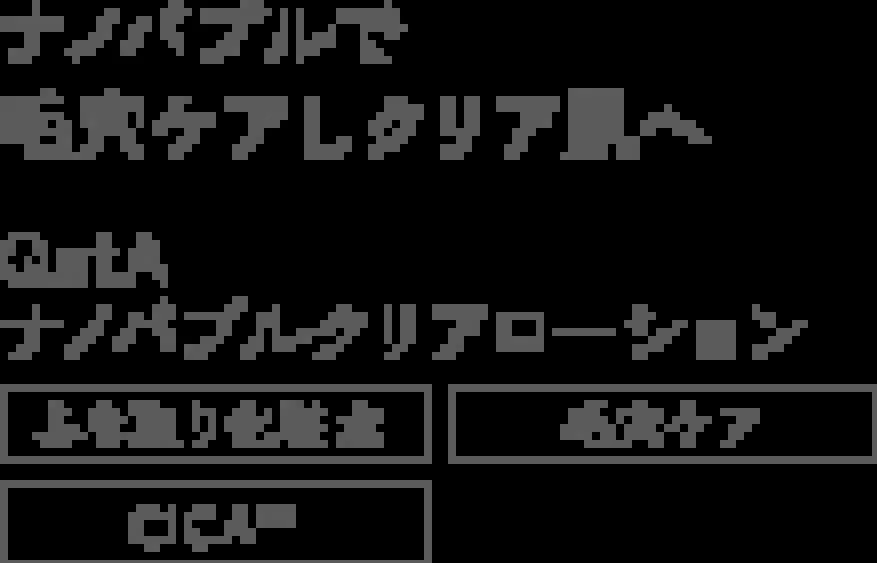 ナノバブルで
毛穴ケアしクリア肌へ
ナノバブルクリアローション
ふき取り化粧水
毛穴ケア